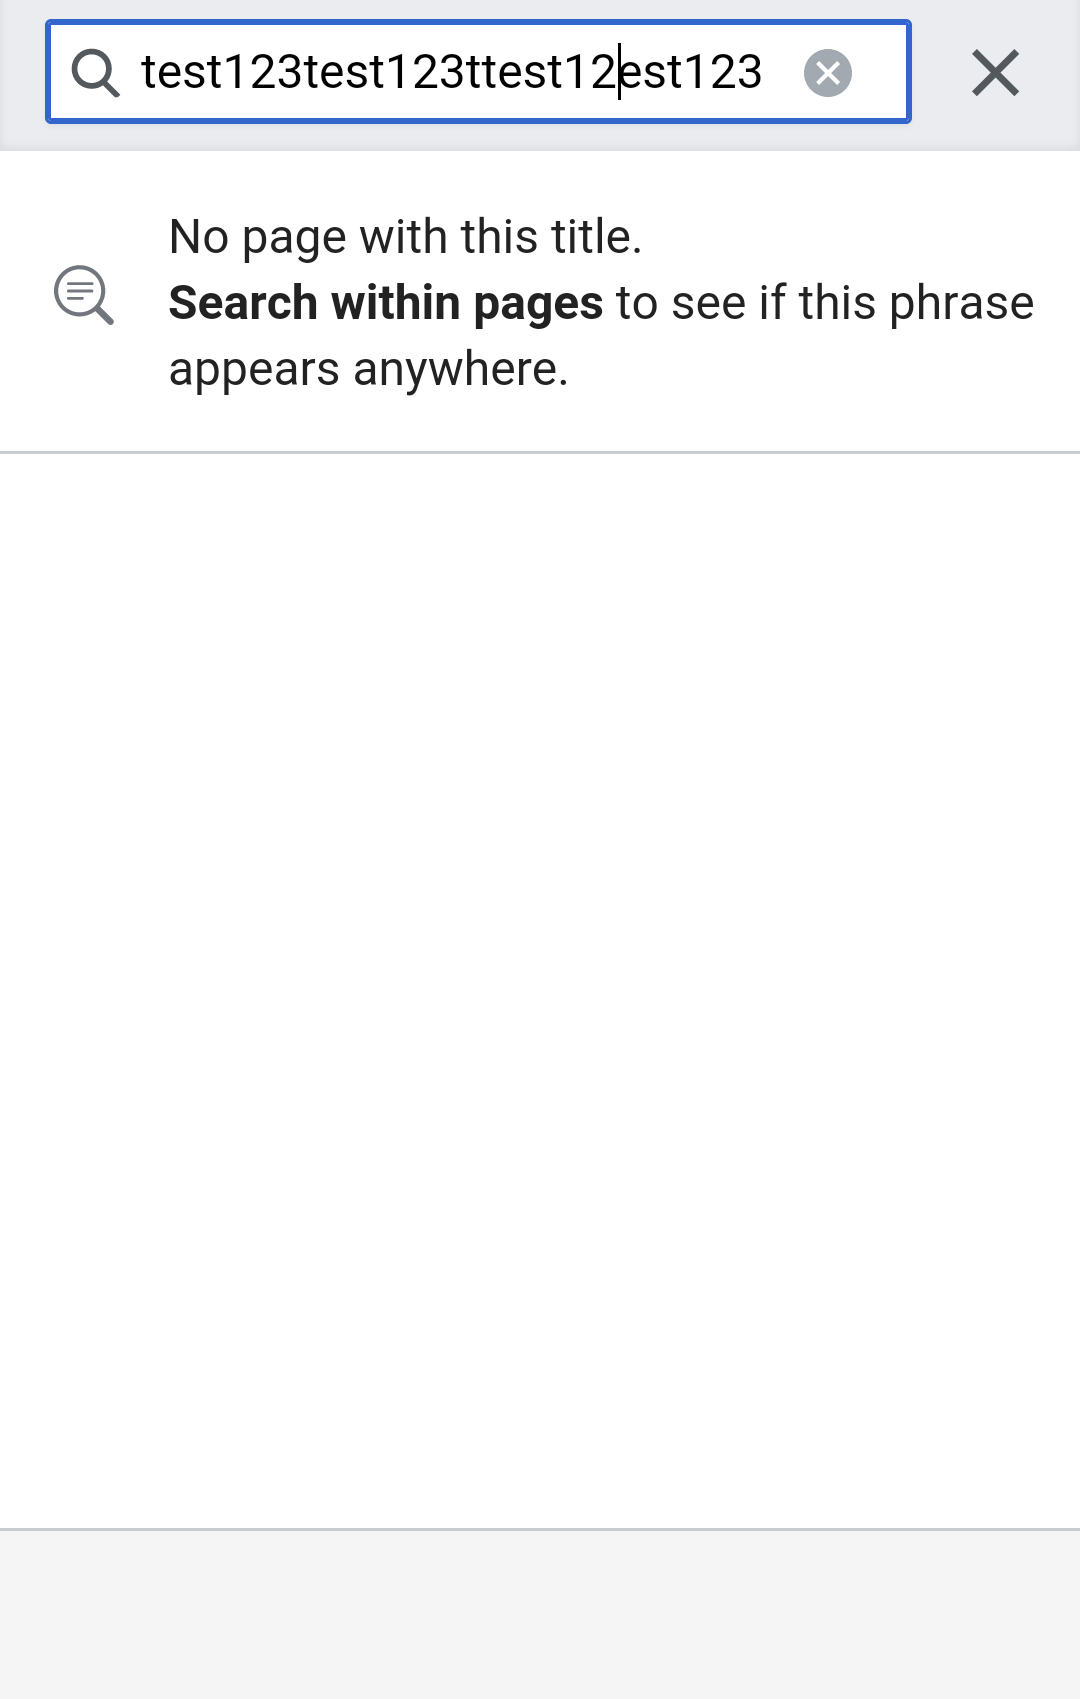 test123test123ttest12est123
No page with this title.
Search within pages to see if this phrase
appears anywhere.